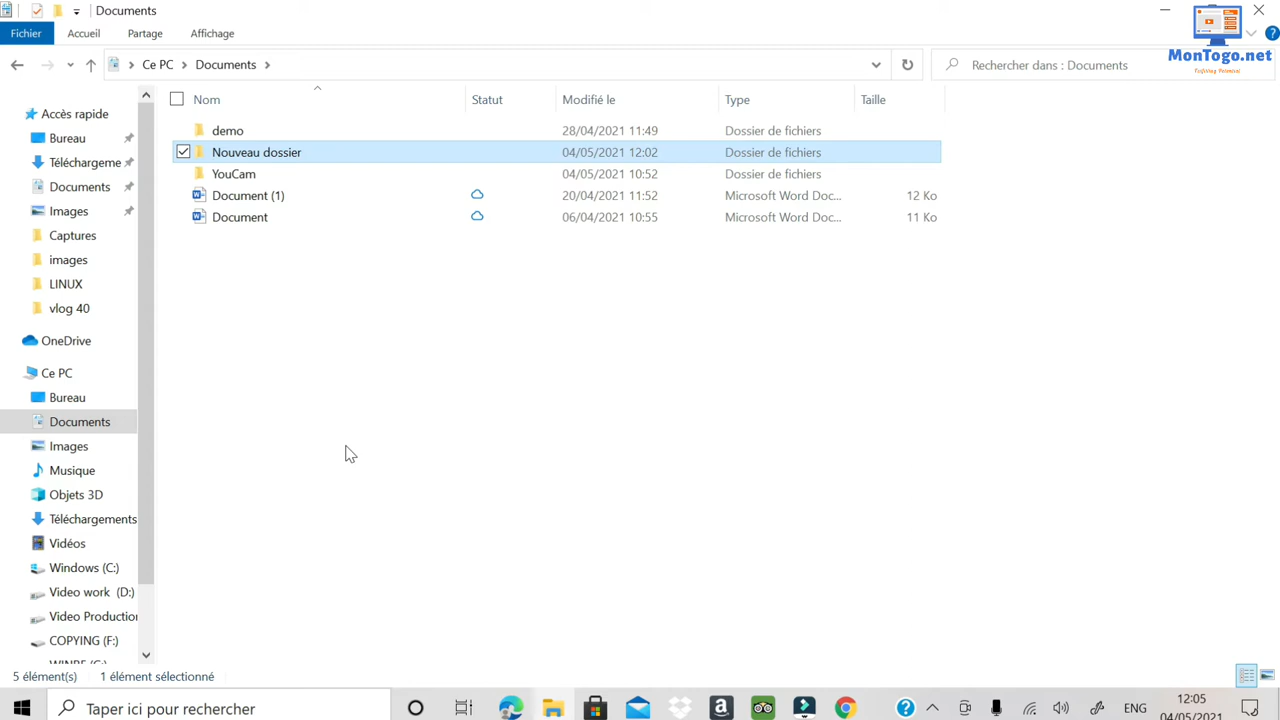 Documents
Fichier Accueil Partage Affichage
MonTogo.net
Ce PC Documents Rechercher dans : Documents
Nom Statut Modifié le Type Taille
demo 28/04/2021 11:49 Dossier de fichiers
Nouveau dossier 04/05/2021 12:02 Dossier de fichiers
YouCam 04/05/2021 10:52 Dossier de fichiers
Document (1) 20/04/2021 11:52 Microsoft Word Doc... 12 Ko
Document 06/04/2021 10:55 Microsoft Word Doc... 11 Ko
Accès rapide
Bureau
Téléchargeme
Documents
Images
Captures
images
LINUX
vlog 40
OneDrive
Ce PC
Bureau
Documents
Images
Musique
Objets 3D
Téléchargements
Vidéos
Windows (C:)
Video work (D:)
Video Production
COPYING (F:)
5 élément(s) 1 élément sélectionné
Taper ici pour rechercher ENG 12:05
04/05/2021